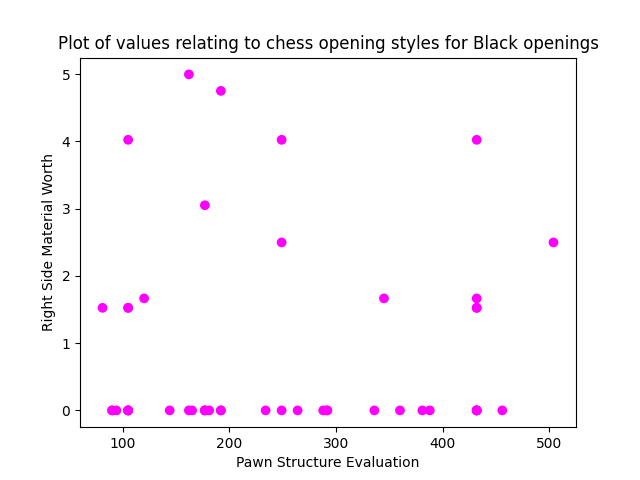 Plot of values relating to chess opening styles for Black openings
5
4
3
2
1
0
Right Side Material Worth
100 200 300 400 500
Pawn Structure Evaluation